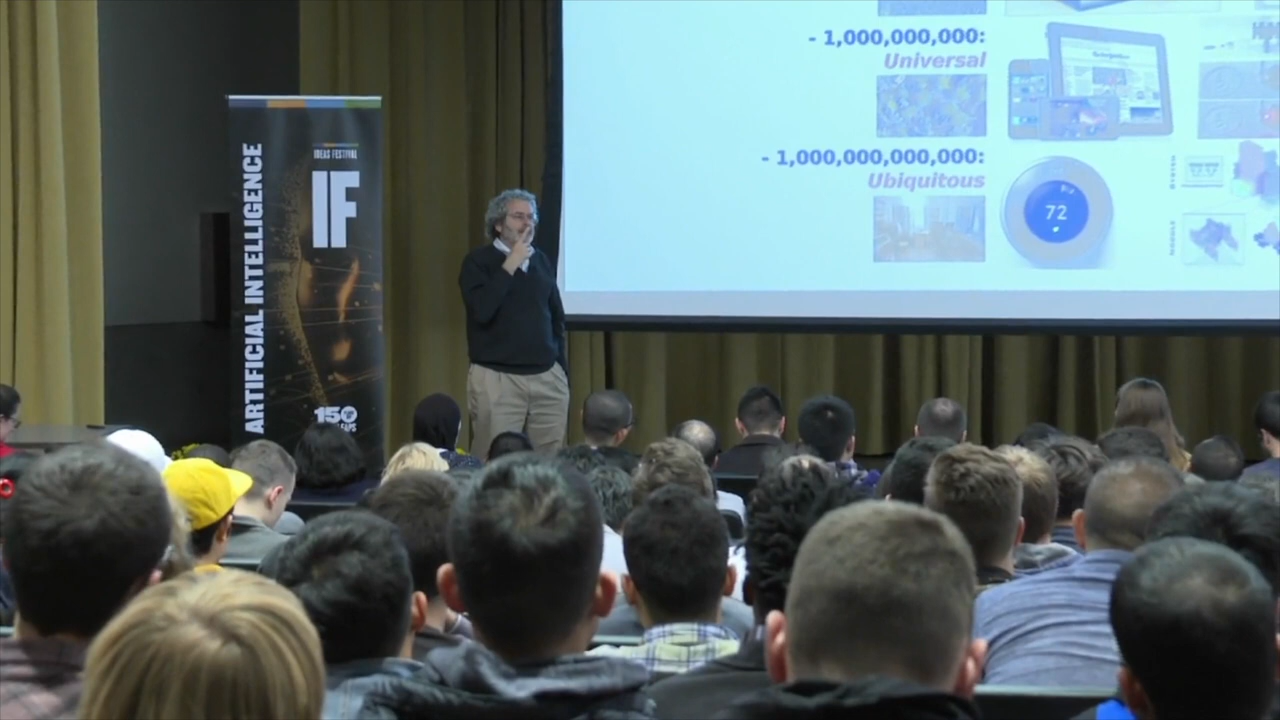 ARTIFICIAL INTELLIGENCE
IDEAS FESTIVAL
IF
150
- 1,000,000,000:
Universal
- 1,000,000,000,000:
Ubiquitous
72